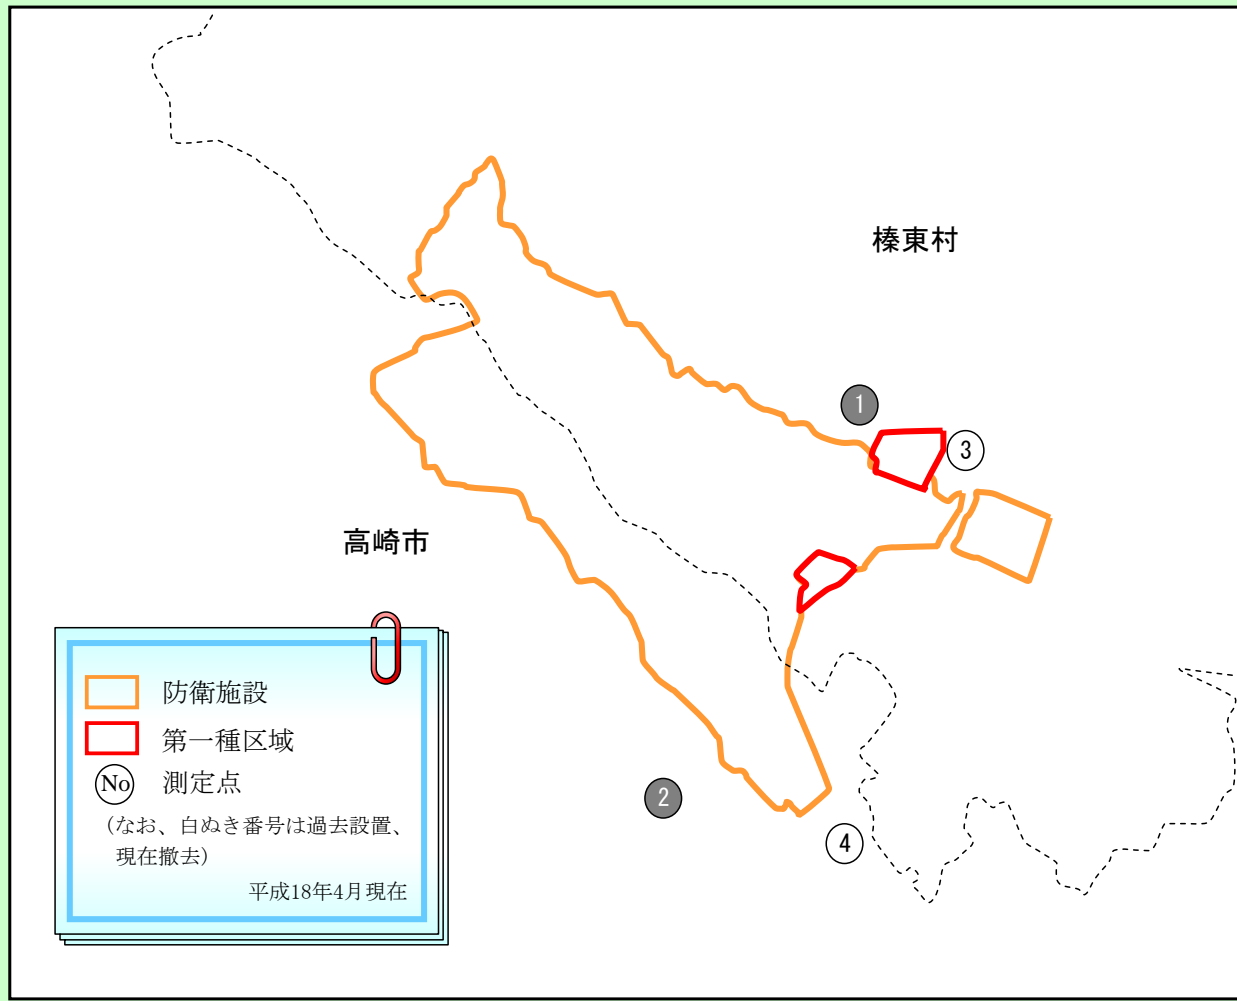 榛東村
1
3
高崎市
防衛施設
第一種区域
No 測定点
（なお、白ぬき番号は過去設置、
現在撤去）
平成18年4月現在
2
4